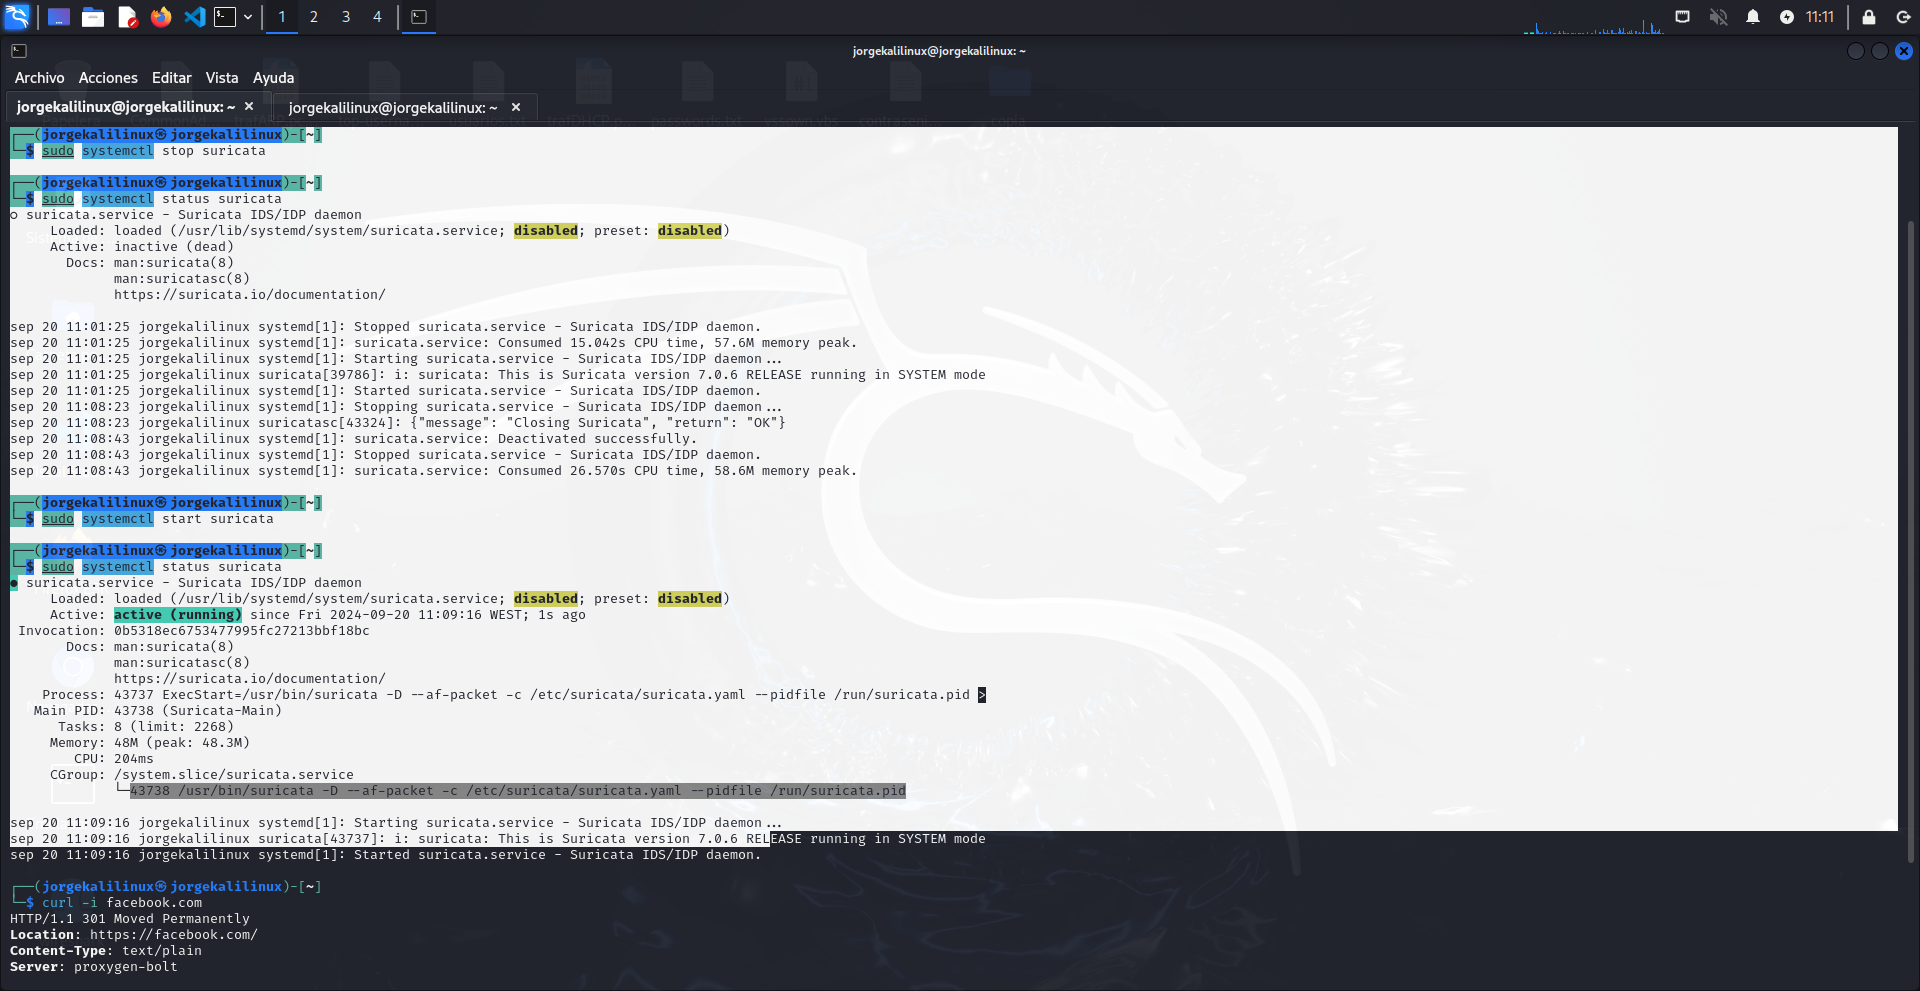 1 2 3 4 11:11
jorgekalilinux@jorgekalilinux: ~
Archivo Acciones Editar Vista Ayuda
jorgekalilinux@jorgekalilinux: ~ × jorgekalilinux@jorgekalilinux: ~ ×
┌──(jorgekalilinux㉿jorgekalilinux)-[~]
└─$ sudo systemctl stop suricata
┌──(jorgekalilinux㉿jorgekalilinux)-[~]
└─$ sudo systemctl status suricata
○ suricata.service - Suricata IDS/IDP daemon
Loaded: loaded (/usr/lib/systemd/system/suricata.service; disabled; preset: disabled)
Active: inactive (dead)
Docs: man:suricata(8)
man:suricatasc(8)
https://suricata.io/documentation/
sep 20 11:01:25 jorgekalilinux systemd[1]: Stopped suricata.service - Suricata IDS/IDP daemon.
sep 20 11:01:25 jorgekalilinux systemd[1]: suricata.service: Consumed 15.042s CPU time, 57.6M memory peak.
sep 20 11:01:25 jorgekalilinux systemd[1]: Starting suricata.service - Suricata IDS/IDP daemon...
sep 20 11:01:25 jorgekalilinux suricata[39786]: i: suricata: This is Suricata version 7.0.6 RELEASE running in SYSTEM mode
sep 20 11:01:25 jorgekalilinux systemd[1]: Started suricata.service - Suricata IDS/IDP daemon.
sep 20 11:08:23 jorgekalilinux systemd[1]: Stopping suricata.service - Suricata IDS/IDP daemon...
sep 20 11:08:23 jorgekalilinux suricatasc[43324]: {"message": "Closing Suricata", "return": "OK"}
sep 20 11:08:43 jorgekalilinux systemd[1]: suricata.service: Deactivated successfully.
sep 20 11:08:43 jorgekalilinux systemd[1]: Stopped suricata.service - Suricata IDS/IDP daemon.
sep 20 11:08:43 jorgekalilinux systemd[1]: suricata.service: Consumed 26.570s CPU time, 58.6M memory peak.
┌──(jorgekalilinux㉿jorgekalilinux)-[~]
└─$ sudo systemctl start suricata
┌──(jorgekalilinux㉿jorgekalilinux)-[~]
└─$ sudo systemctl status suricata
● suricata.service - Suricata IDS/IDP daemon
Loaded: loaded (/usr/lib/systemd/system/suricata.service; disabled; preset: disabled)
Active: active (running) since Fri 2024-09-20 11:09:16 WEST; 1s ago
Invocation: 0b5318ec6753477995fc27213bbf18bc
Docs: man:suricata(8)
man:suricatasc(8)
https://suricata.io/documentation/
Process: 43737 ExecStart=/usr/bin/suricata -D --af-packet -c /etc/suricata/suricata.yaml --pidfile /run/suricata.pid >
Main PID: 43738 (Suricata-Main)
Tasks: 8 (limit: 2268)
Memory: 48M (peak: 48.3M)
CPU: 204ms
CGroup: /system.slice/suricata.service
└─43738 /usr/bin/suricata -D --af-packet -c /etc/suricata/suricata.yaml --pidfile /run/suricata.pid
sep 20 11:09:16 jorgekalilinux systemd[1]: Starting suricata.service - Suricata IDS/IDP daemon...
sep 20 11:09:16 jorgekalilinux suricata[43737]: i: suricata: This is Suricata version 7.0.6 RELEASE running in SYSTEM mode
sep 20 11:09:16 jorgekalilinux systemd[1]: Started suricata.service - Suricata IDS/IDP daemon.
┌──(jorgekalilinux㉿jorgekalilinux)-[~]
└─$ curl -i facebook.com
HTTP/1.1 301 Moved Permanently
Location: https://facebook.com/
Content-Type: text/plain
Server: proxygen-bolt